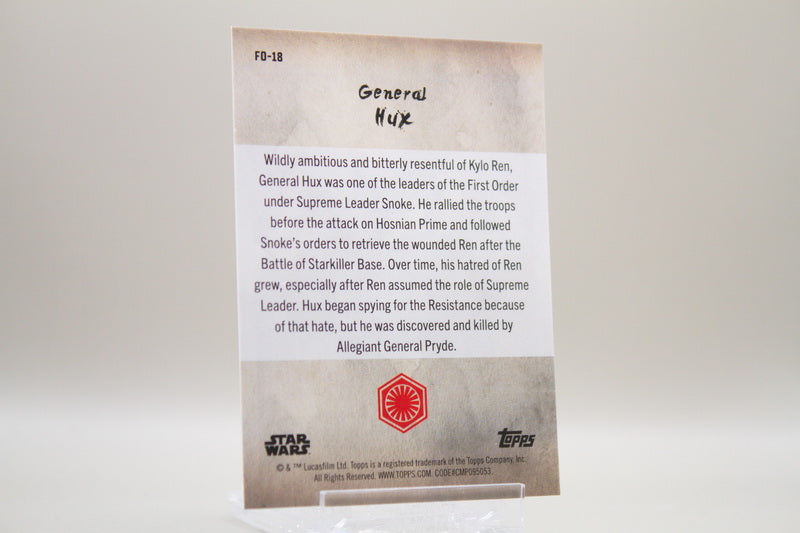 FO-18
General
Hux
Wildly ambitious and bitterly resentful of Kylo Ren,
General Hux was one of the leaders of the First Order
under Supreme Leader Snoke. He rallied the troops
before the attack on Hosnian Prime and followed
Snoke's orders to retrieve the wounded Ren after the
Battle of Starkiller Base. Over time, his hatred of Ren
grew, especially after Ren assumed the role of Supreme
Leader. Hux began spying for the Resistance because
of that hate, but he was discovered and killed by
Allegiant General Pryde.
STAR
WARS
Topps
© & ™ Lucasfilm Ltd. Topps is a registered trademark of the Topps Company, Inc.
All Rights Reserved. WWW.TOPPS.COM. CODE#CMP095053.